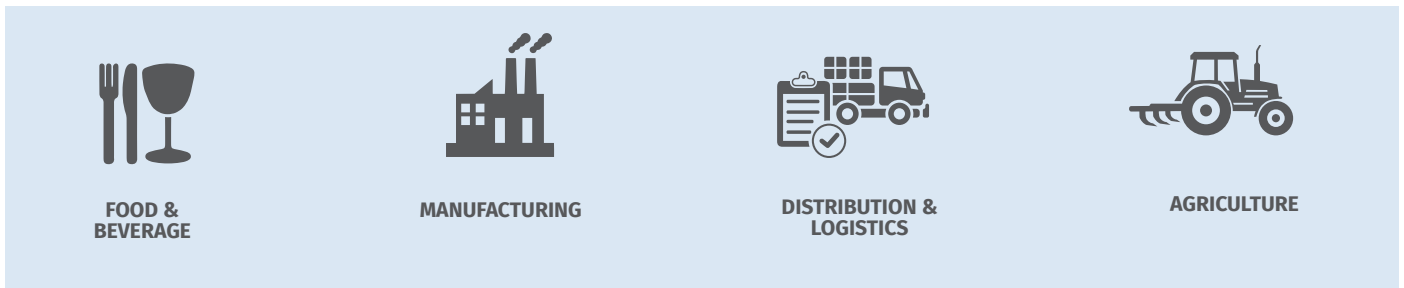 FOOD &
BEVERAGE
MANUFACTURING
DISTRIBUTION &
LOGISTICS
AGRICULTURE